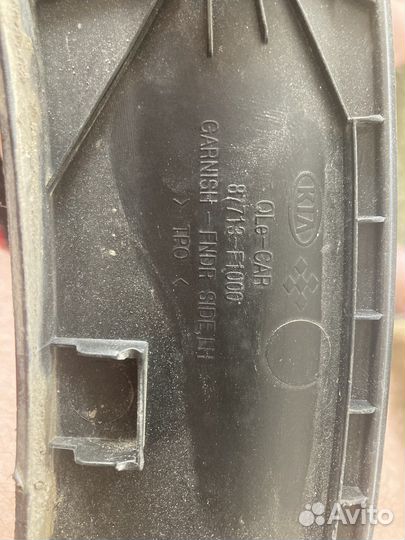 KIA
QLe-CAR
87713-F1000
GARNISH-FNDR SIDE,LH
> TPO <
Avito